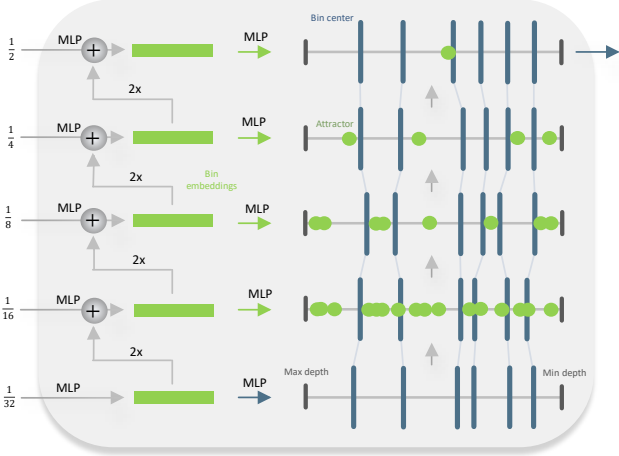 Bin center
1/2
MLP
+
MLP
2x
1/4
MLP
+
MLP
Attractor
2x
Bin
embeddings
1/8
MLP
+
MLP
2x
1/16
MLP
+
MLP
2x
Max depth
Min depth
1/32
MLP
MLP